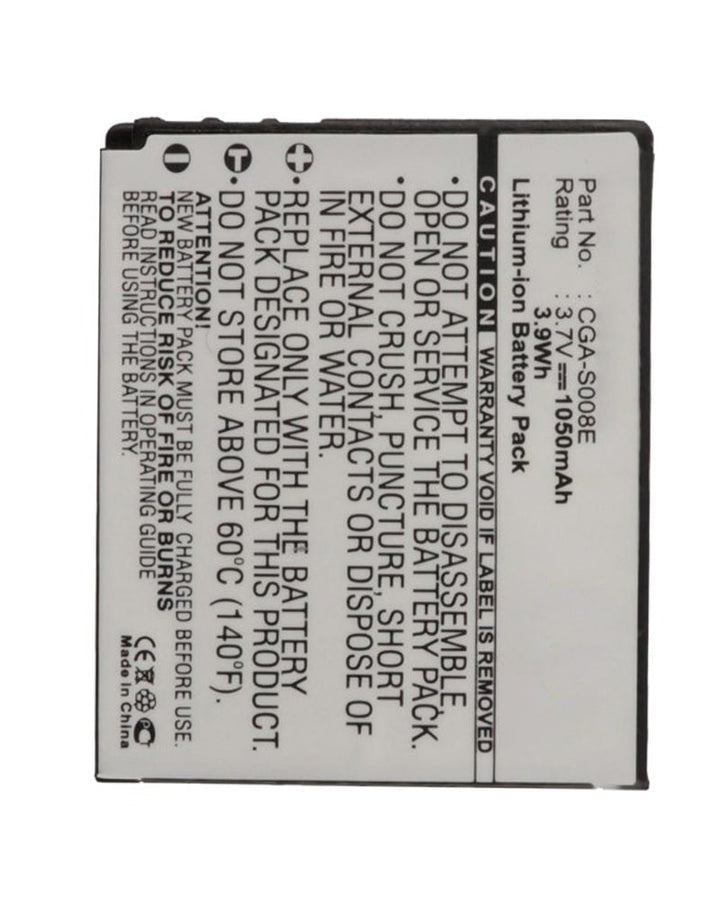 Part No. : CGA-S008E
Rating : 3.7V⎓1050mAh
3.9Wh
Lithium-ion Battery Pack
CAUTION WARRANTY VOID IF LABEL IS REMOVED
•DO NOT ATTEMPT TO DISASSEMBLE,
OPEN OR SERVICE THE BATTERY PACK.
•DO NOT CRUSH, PUNCTURE, SHORT
EXTERNAL CONTACTS OR DISPOSE OF
IN FIRE OR WATER.
•REPLACE ONLY WITH THE BATTERY
PACK DESIGNATED FOR THIS PRODUCT.
•DO NOT STORE ABOVE 60°C (140°F).
ATTENTION!
NEW BATTERY PACK MUST BE FULLY CHARGED BEFORE USE.
TO REDUCE RISK OF FIRE OR BURNS
READ INSTRUCTIONS IN OPERATING GUIDE
BEFORE USE BATTERY.
+ T −
CE PC
Made in China